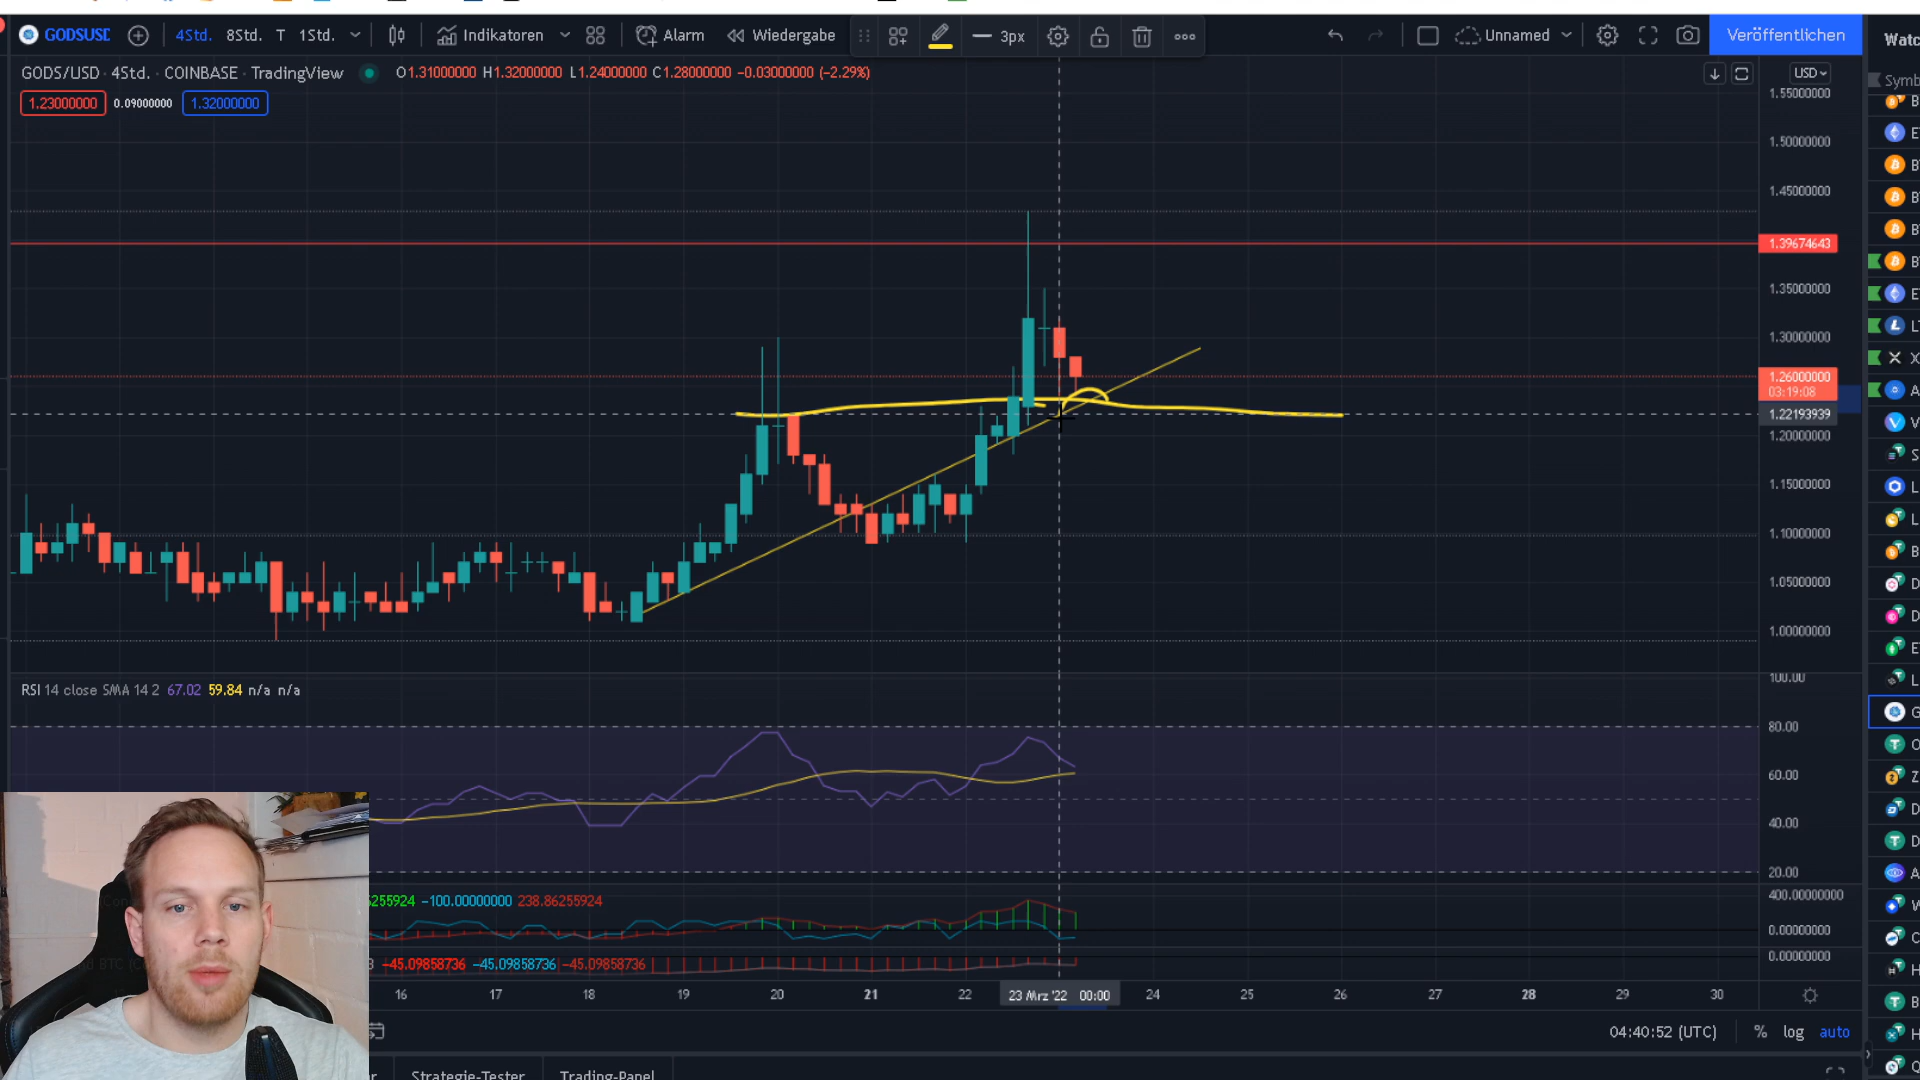 GODSUSD 4Std. 8Std. T 1Std. Indikatoren Alarm Wiedergabe 3px Unnamed Veröffentlichen Watc
GODS/USD · 4Std. · COINBASE · TradingView O1.31000000 H1.32000000 L1.24000000 C1.28000000 −0.03000000 (−2.29%) USD
Symb
1.23000000 0.09000000 1.32000000
1.55000000
1.50000000
1.45000000
1.39674643
1.35000000
1.30000000
1.26000000
03:19:08
1.22193939
1.20000000
1.15000000
1.10000000
1.05000000
1.00000000
RSI 14 close SMA 14 2 67.02 59.84 n/a n/a
100.00
80.00
60.00
40.00
20.00
255924 −100.00000000 238.86255924
400.00000000
0.00000000
−45.09858736 −45.09858736 −45.09858736
0.00000000
16 17 18 19 20 21 22 23 Mrz '22 00:00 24 25 26 27 28 29 30
04:40:52 (UTC) % log auto
r Strategie-Tester Trading-Panel